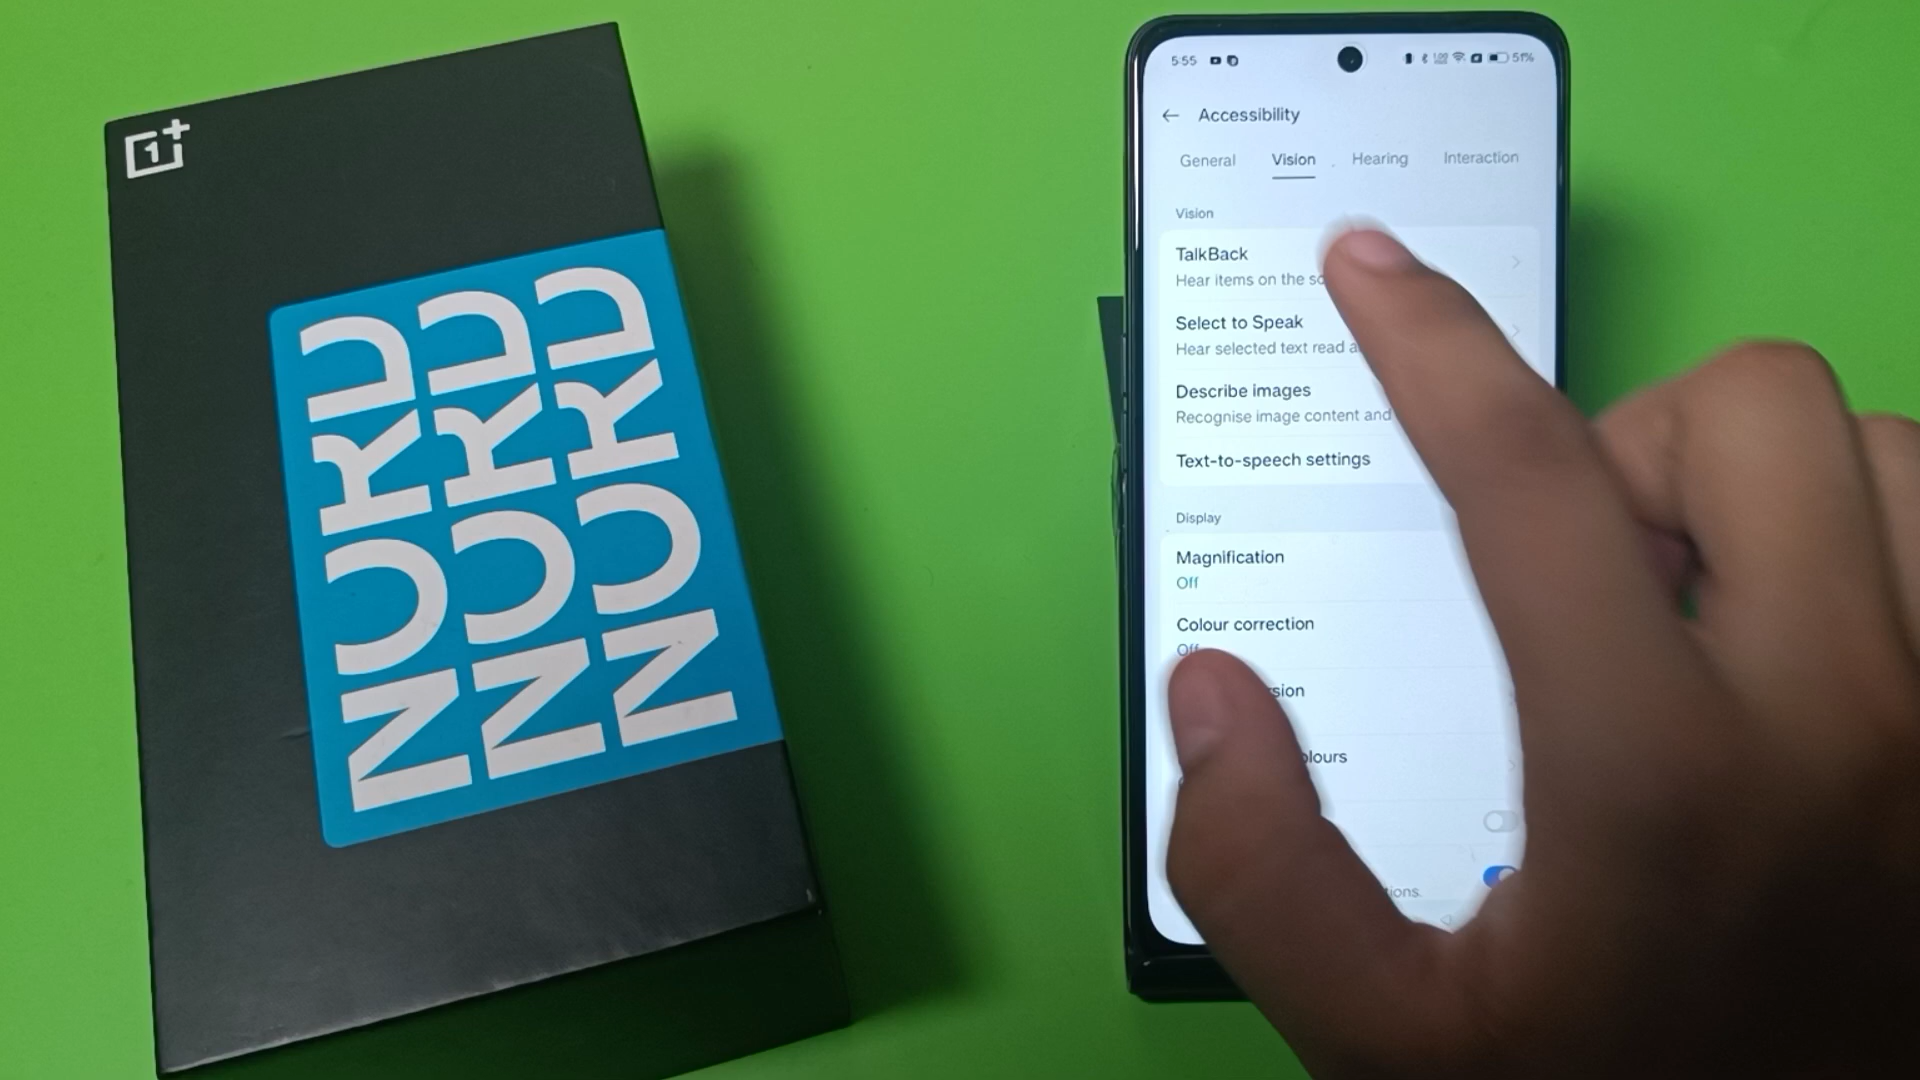 1+
NORD
NORD
NORD
5:55
51%
Accessibility
General Vision Hearing Interaction
Vision
TalkBack
Hear items on the
Select to Speak
Hear selected text read
Describe images
Recognise image content and
Text-to-speech settings
Display
Magnification
Off
Colour correction
Off